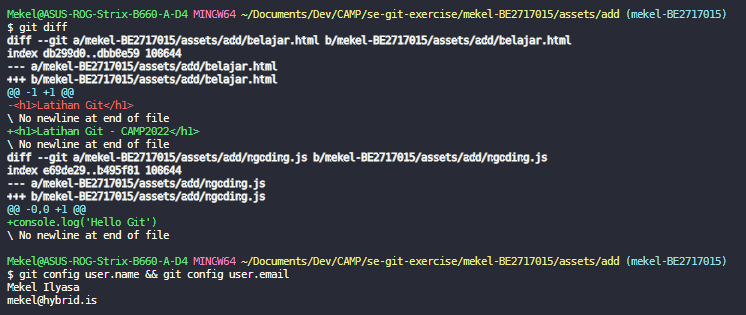 Mekel@ASUS-ROG-Strix-B660-A-D4 MINGW64 ~/Documents/Dev/CAMP/se-git-exercise/mekel-BE2717015/assets/add (mekel-BE2717015)
$ git diff
diff --git a/mekel-BE2717015/assets/add/belajar.html b/mekel-BE2717015/assets/add/belajar.html
index db299d0..dbb0e59 100644
--- a/mekel-BE2717015/assets/add/belajar.html
+++ b/mekel-BE2717015/assets/add/belajar.html
@@ -1 +1 @@
-<h1>Latihan Git</h1>
\ No newline at end of file
+<h1>Latihan Git - CAMP2022</h1>
\ No newline at end of file
diff --git a/mekel-BE2717015/assets/add/ngoding.js b/mekel-BE2717015/assets/add/ngoding.js
index e69de29..b495f81 100644
--- a/mekel-BE2717015/assets/add/ngoding.js
+++ b/mekel-BE2717015/assets/add/ngoding.js
@@ -0,0 +1 @@
+console.log('Hello Git')
\ No newline at end of file
Mekel@ASUS-ROG-Strix-B660-A-D4 MINGW64 ~/Documents/Dev/CAMP/se-git-exercise/mekel-BE2717015/assets/add (mekel-BE2717015)
$ git config user.name && git config user.email
Mekel Ilyasa
mekel@hybrid.is